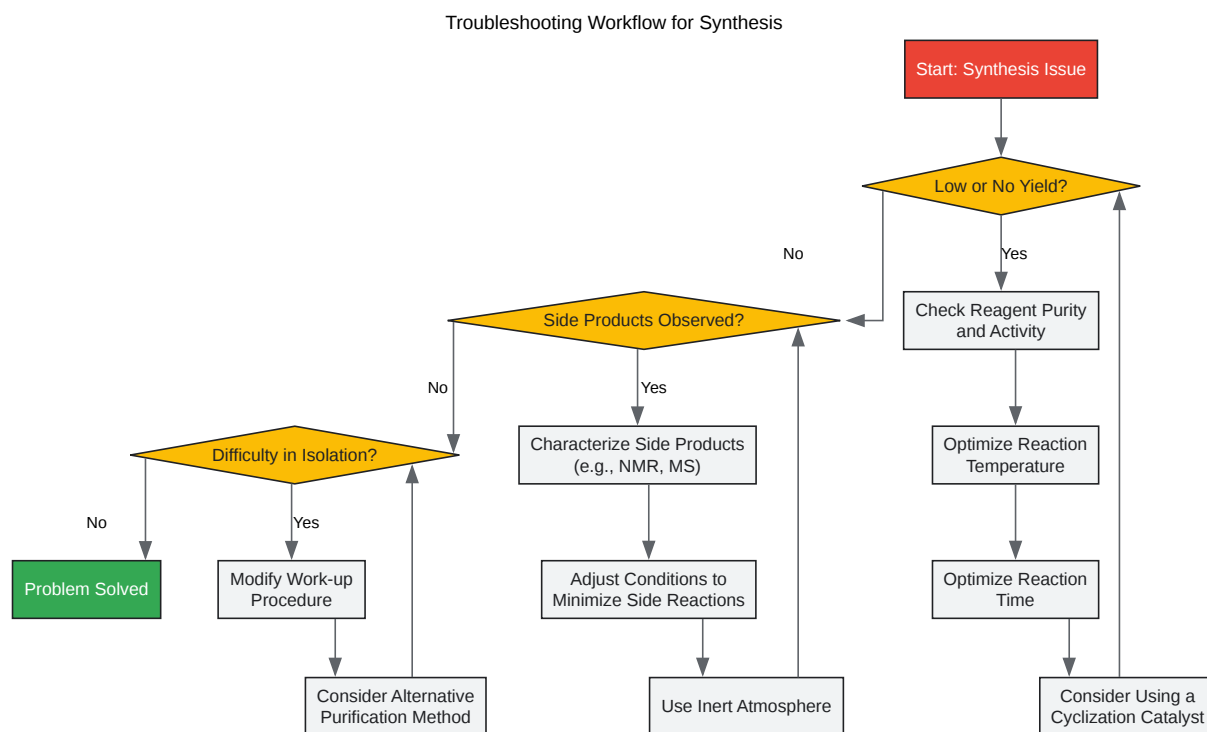 Troubleshooting Workflow for Synthesis
Start: Synthesis Issue
Low or No Yield?
No
Yes
Side Products Observed?
Check Reagent Purity
and Activity
No
Yes
Difficulty in Isolation?
Characterize Side Products
(e.g., NMR, MS)
Optimize Reaction
Temperature
No
Yes
Problem Solved
Modify Work-up
Procedure
Adjust Conditions to
Minimize Side Reactions
Optimize Reaction
Time
Consider Alternative
Purification Method
Use Inert Atmosphere
Consider Using a
Cyclization Catalyst